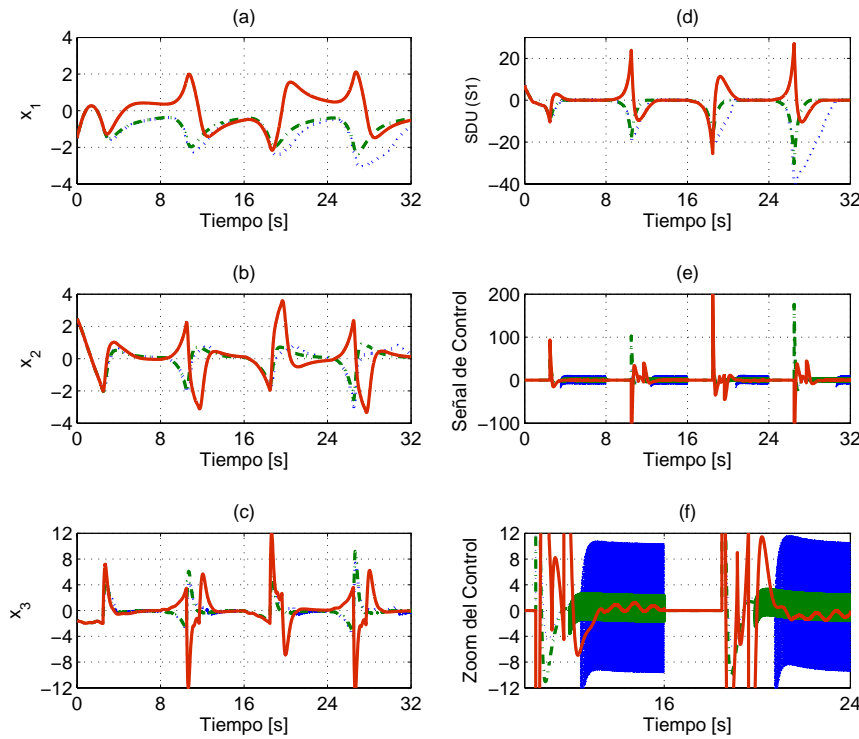 (a)
4
2
0
−2
−4
x1
0 8 16 24 32
Tiempo [s]
(d)
20
0
−20
−40
SDU (S1)
0 8 16 24 32
Tiempo [s]
(b)
4
2
0
−2
−4
x2
0 8 16 24 32
Tiempo [s]
(e)
200
100
0
−100
Señal de Control
0 8 16 24 32
Tiempo [s]
(c)
12
8
4
0
−4
−8
−12
x3
0 8 16 24 32
Tiempo [s]
(f)
12
8
4
0
−4
−8
−12
Zoom del Control
16 24
Tiempo [s]